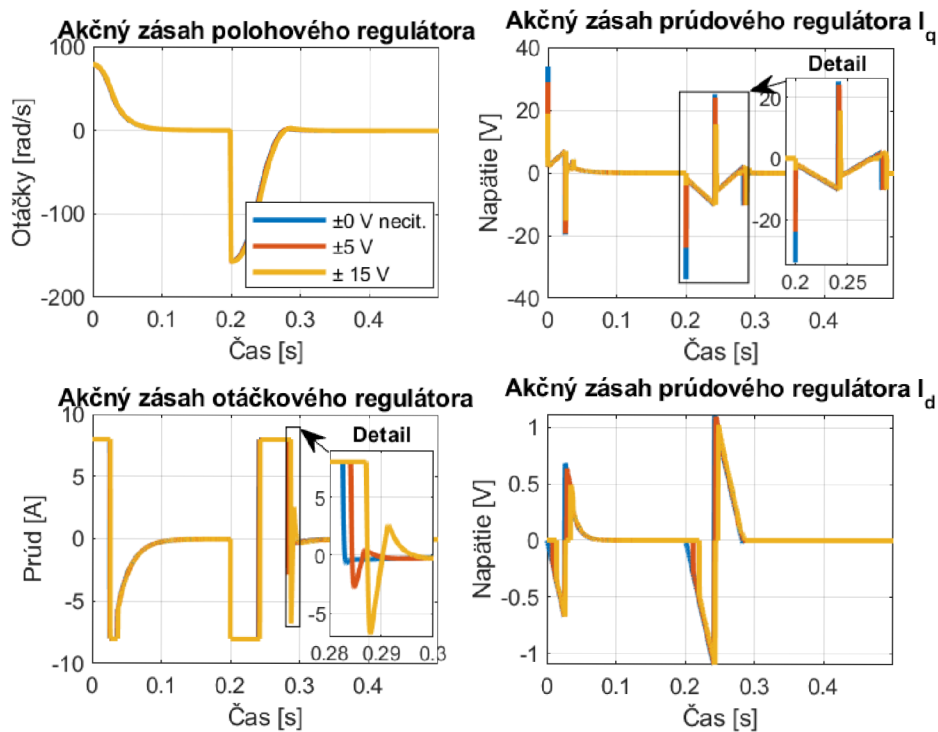 Akčný zásah polohového regulátora
100
0
-100
-200
Otáčky [rad/s]
±0 V necit.
±5 V
± 15 V
0 0.1 0.2 0.3 0.4
Čas [s]
Akčný zásah prúdového regulátora I_q
40
20
0
-20
-40
Napätie [V]
Detail
20
0
-20
0.2 0.25
0 0.1 0.2 0.3 0.4
Čas [s]
Akčný zásah otáčkového regulátora
10
5
0
-5
-10
Prúd [A]
Detail
5
0
-5
0.28 0.29 0.3
0 0.1 0.2 0.3 0.4
Čas [s]
Akčný zásah prúdového regulátora I_d
1
0.5
0
-0.5
-1
Napätie [V]
0 0.1 0.2 0.3 0.4
Čas [s]